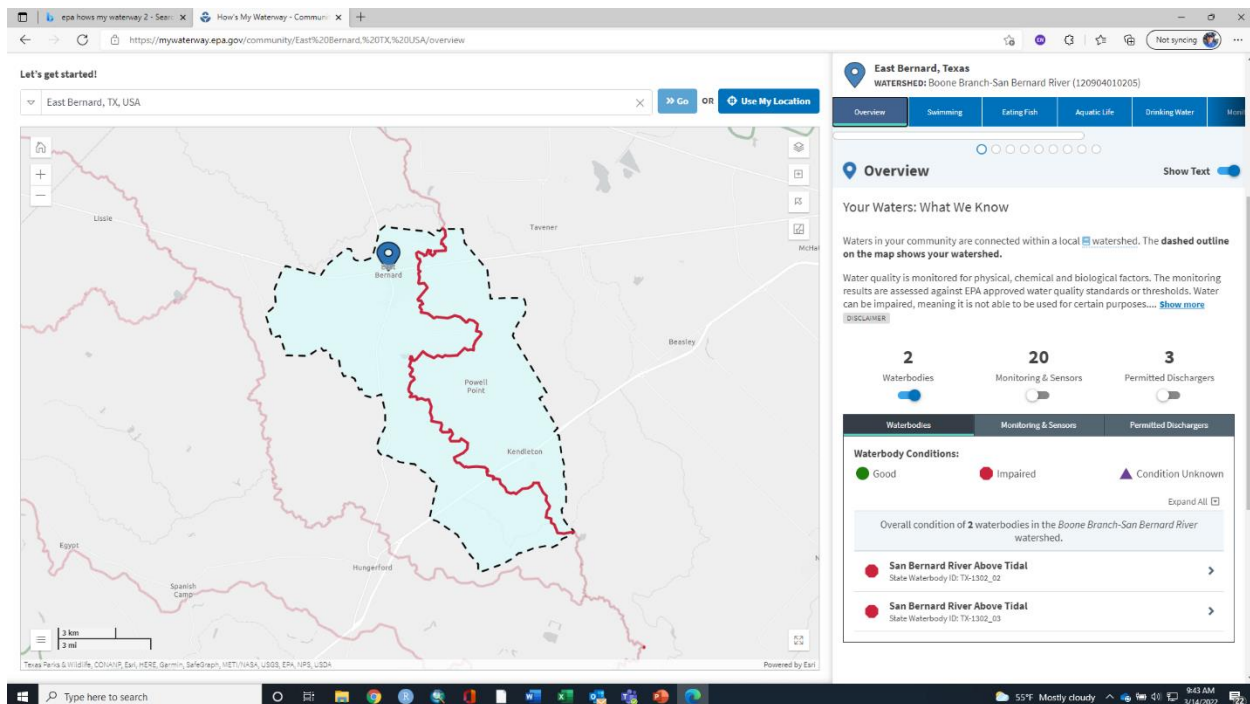 epa hows my waterway 2 - Sear
How's My Waterway - Communi
https://mywaterway.epa.gov/community/East%20Bernard,%20TX,%20USA/overview
Not syncing
Let's get started!
East Bernard, TX, USA
Go
OR
Use My Location
Lissie
Tavener
East
Bernard
Beasley
Powell
Point
Kendleton
Egypt
Spanish
Camp
Hungerford
3 km
3 mi
Texas Parks & Wildlife, CONANP, Esri, HERE, Garmin, SafeGraph, METI/NASA, USGS, EPA, NPS, USDA
Powered by Esri
East Bernard, Texas
WATERSHED: Boone Branch-San Bernard River (120904010205)
Overview
Swimming
Eating Fish
Aquatic Life
Drinking Water
Overview
Show Text
Your Waters: What We Know
Waters in your community are connected within a local watershed. The dashed outline
on the map shows your watershed.
Water quality is monitored for physical, chemical and biological factors. The monitoring
results are assessed against EPA approved water quality standards or thresholds. Water
can be impaired, meaning it is not able to be used for certain purposes.... Show more
DISCLAIMER
2
Waterbodies
20
Monitoring & Sensors
3
Permitted Dischargers
Waterbodies
Monitoring & Sensors
Permitted Dischargers
Waterbody Conditions:
Good
Impaired
Condition Unknown
Expand All
Overall condition of 2 waterbodies in the Boone Branch-San Bernard River
watershed.
San Bernard River Above Tidal
State Waterbody ID: TX-1302_02
San Bernard River Above Tidal
State Waterbody ID: TX-1302_03
Type here to search
55°F Mostly cloudy
9:43 AM
3/14/2022